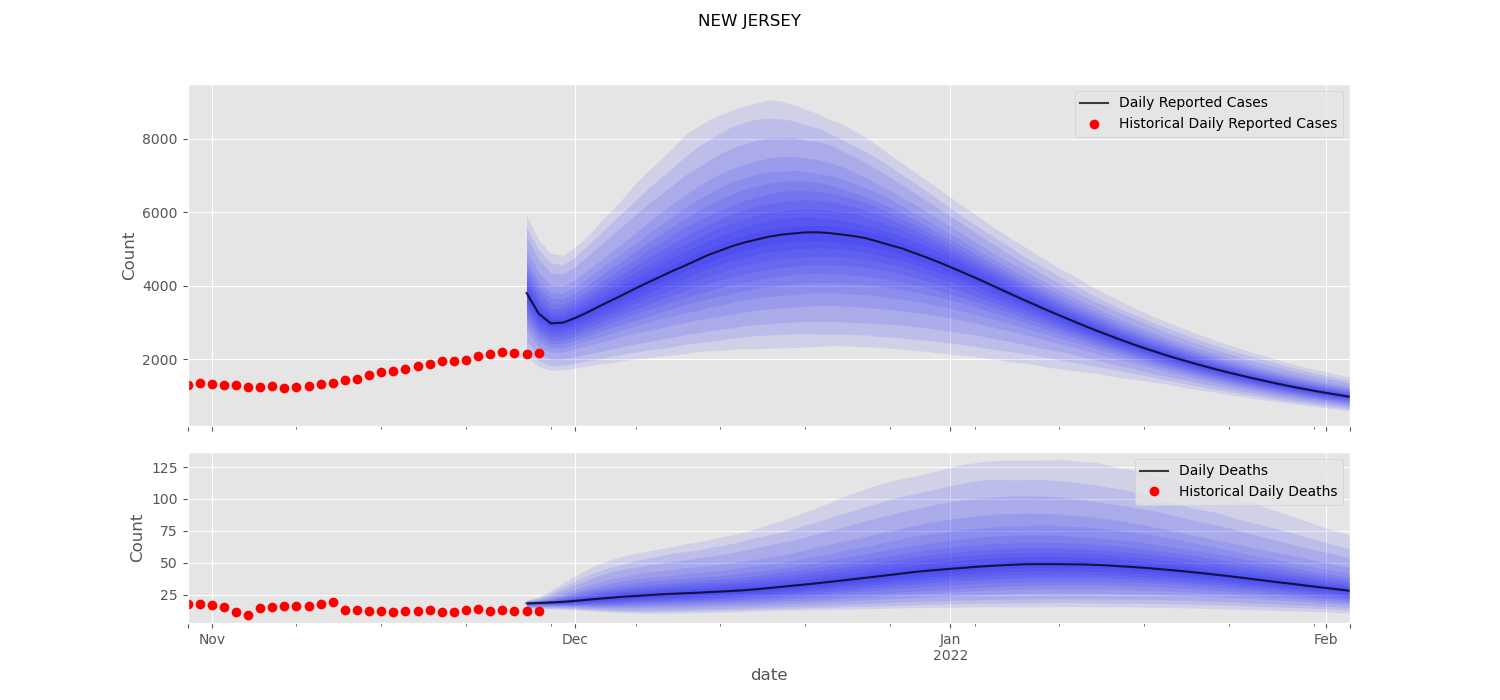 NEW JERSEY
Daily Reported Cases
Historical Daily Reported Cases
8000
6000
4000
2000
Count
Daily Deaths
Historical Daily Deaths
125
100
75
50
25
Count
Nov Dec Jan Feb
2022
date